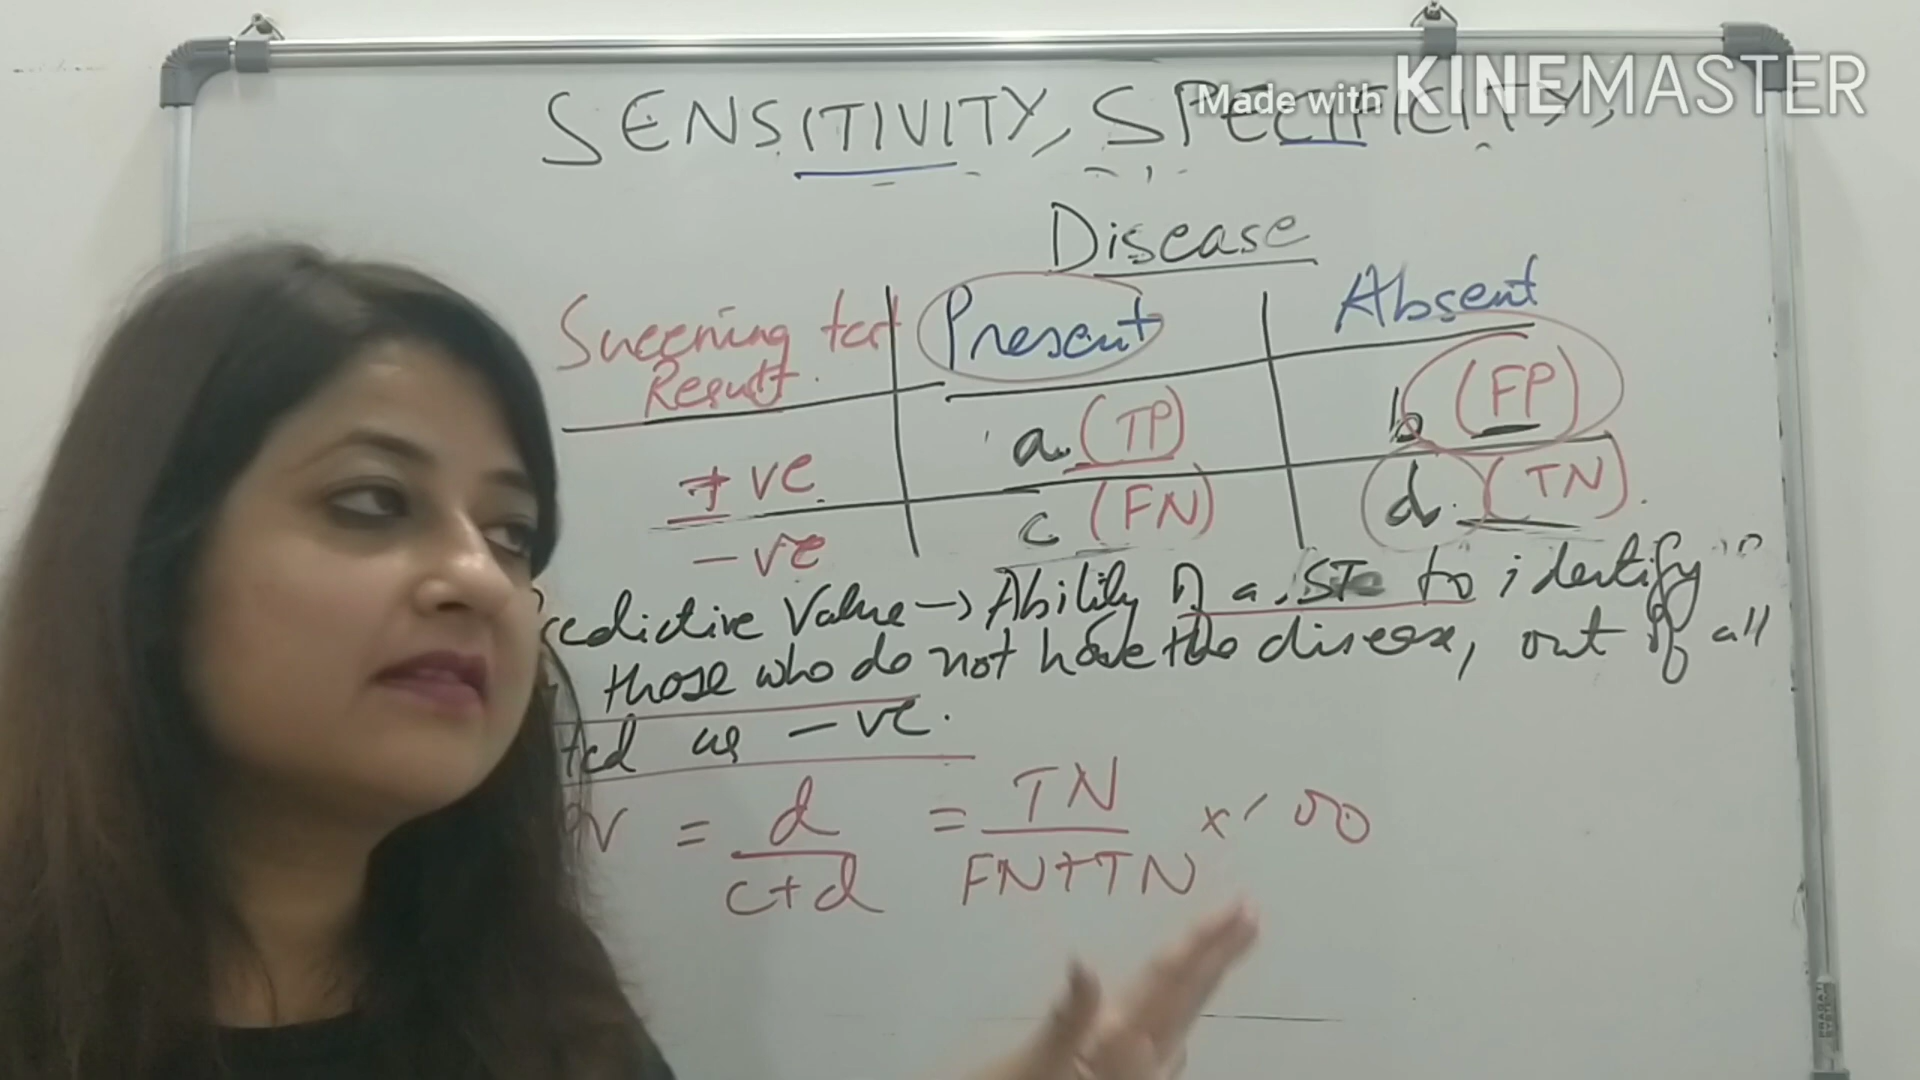 Made with KINEMASTER
SENSITIVITY, SPECIFICITY,
Disease
Screening test Present Absent
Result.
+ve a. (TP) b (FP)
-ve c (FN) d. (TN).
Predictive Value → Ability of a ST to identify
those who do not have the disease, out of all
as -ve.
= d = TN × 100
c+d FN+TN